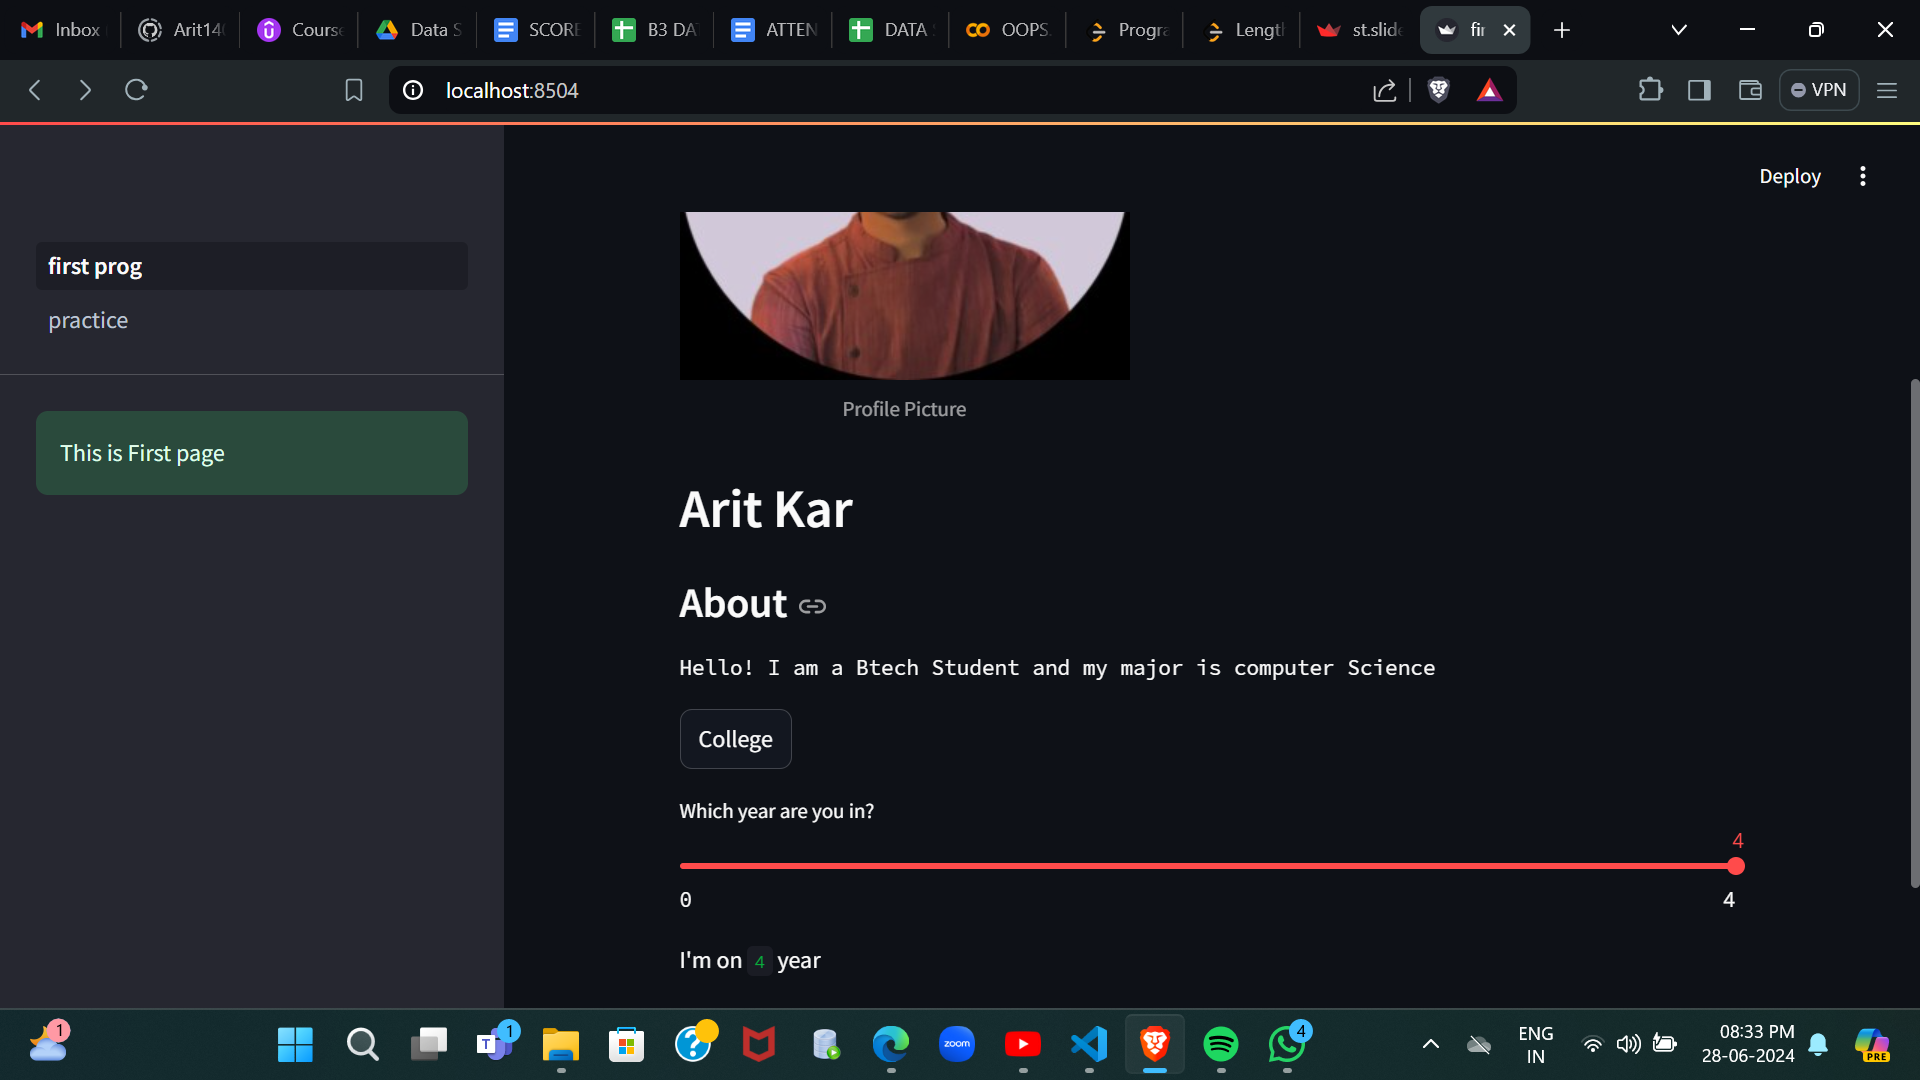 Inbox
Arit14
Course
Data S
SCORE
B3 DA
ATTEN
DATA
OOPS.
Progra
Lengt
st.slide
fir
localhost:8504
VPN
Deploy
first prog
practice
This is First page
Profile Picture
Arit Kar
About
Hello! I am a Btech Student and my major is computer Science
College
Which year are you in?
4
0 4
I'm on 4 year
1
1
T
zoom
4
ENG
IN
08:33 PM
28-06-2024
PRE